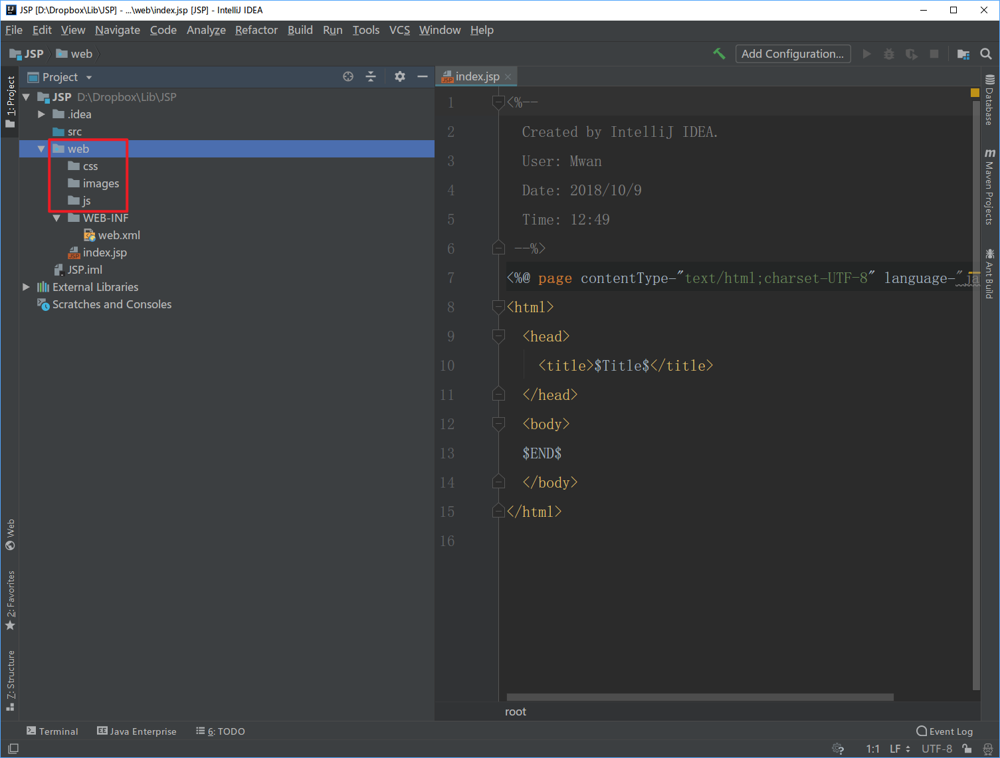 JSP [D:\Dropbox\Lib\JSP] - ...\web\index.jsp [JSP] - IntelliJ IDEA
File Edit View Navigate Code Analyze Refactor Build Run Tools VCS Window Help
JSP web Add Configuration...
1: Project
Project
JSP D:\Dropbox\Lib\JSP
.idea
src
web
css
images
js
WEB-INF
web.xml
index.jsp
JSP.iml
External Libraries
Scratches and Consoles
index.jsp
1 <%--
2 Created by IntelliJ IDEA.
3 User: Mwan
4 Date: 2018/10/9
5 Time: 12:49
6 --%>
7 <%@ page contentType="text/html;charset=UTF-8" language="ja
8 <html>
9 <head>
10 <title>$Title$</title>
11 </head>
12 <body>
13 $END$
14 </body>
15 </html>
16
root
Database
Maven Projects
Ant Build
Web
2: Favorites
7: Structure
Terminal Java Enterprise 6: TODO Event Log
1:1 LF UTF-8